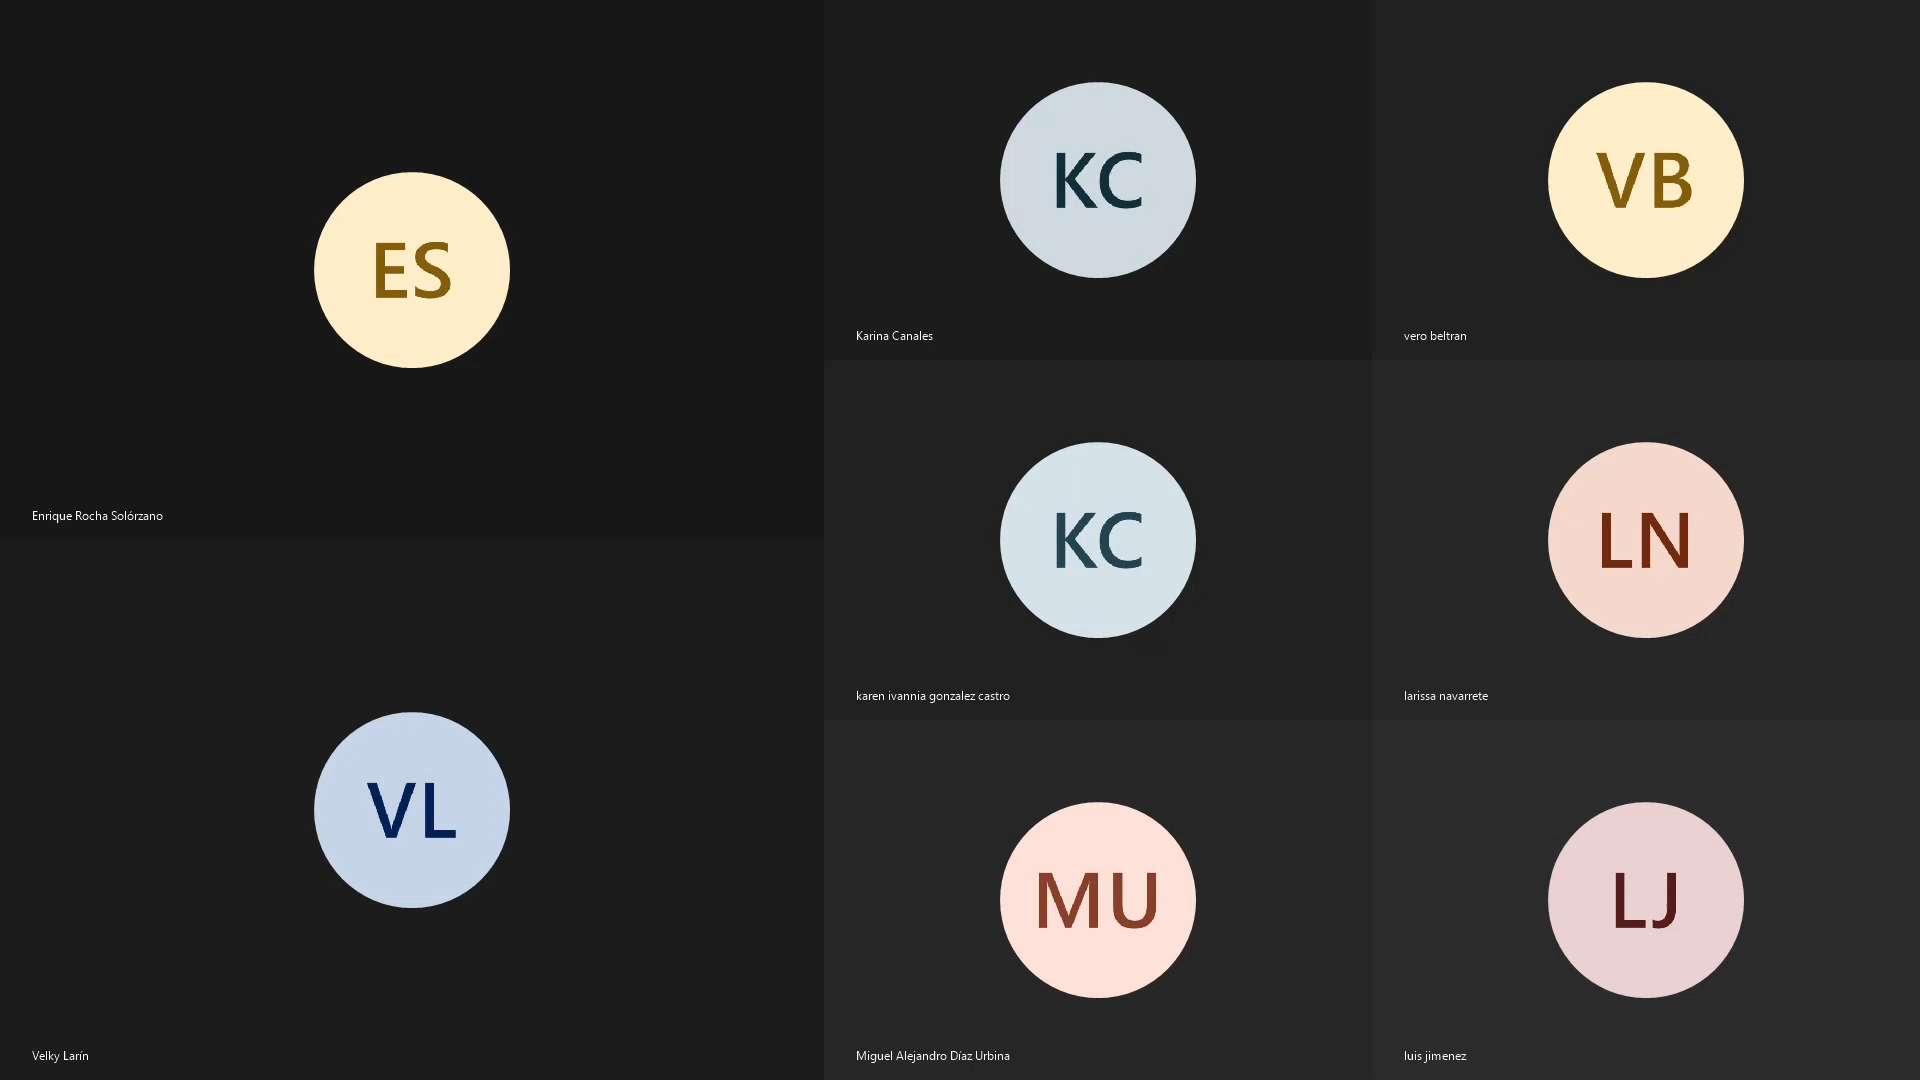 ES
Enrique Rocha Solórzano
VL
Velky Larín
KC
Karina Canales
VB
vero beltran
KC
karen ivannia gonzalez castro
LN
larissa navarrete
MU
Miguel Alejandro Díaz Urbina
LJ
luis jimenez